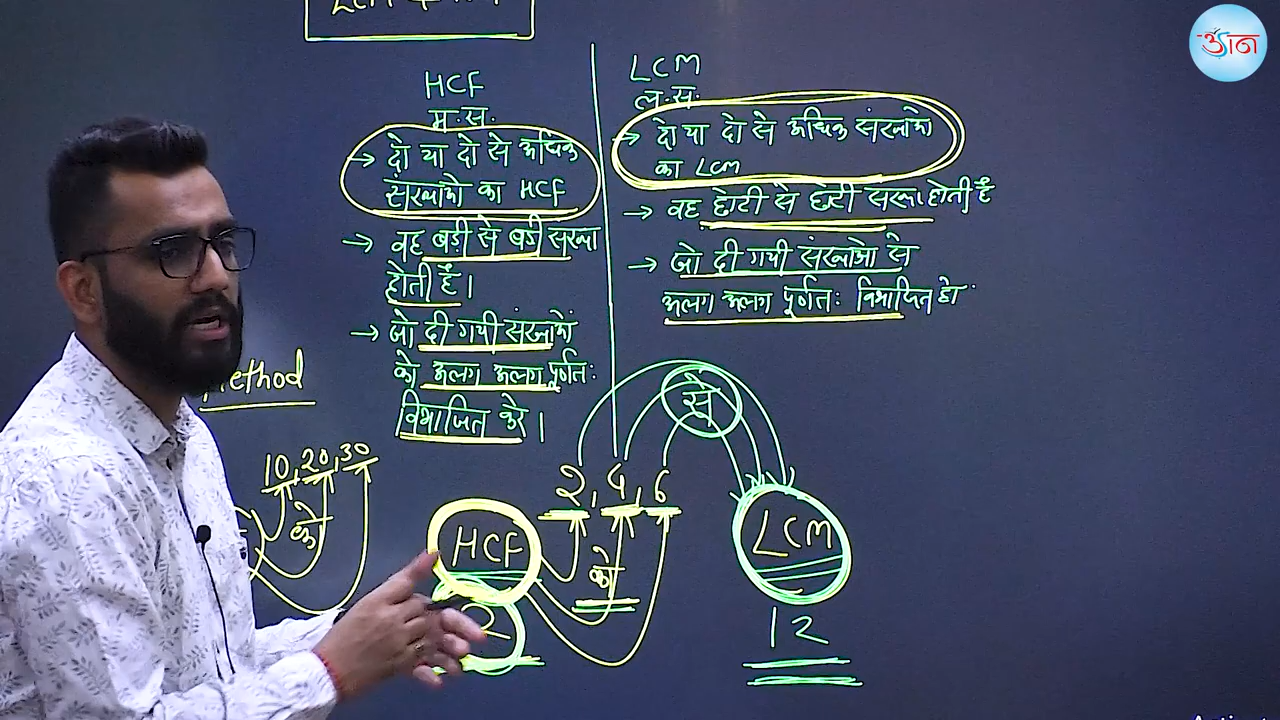 HCF
म.स.
→ दो या दो से अधिक
संख्याओ का HCF
→ वह बड़ी से बडी संख्या
होती है।
→ जो दी गयी संख्याओं
को अलग अलग पूर्णत:
विभाजित करे।
LCM
ल.स.
→ दो या दो से अधिक संख्याओ
का LCM
→ वह छोटी से छोटी संख्या होती है
→ जो दी गयी संख्याओ से
अलग अलग पूर्णत: विभाजित हो
Method
10, 20, 30
को
से
2, 4, 6
HCF
को
LCM
2
12